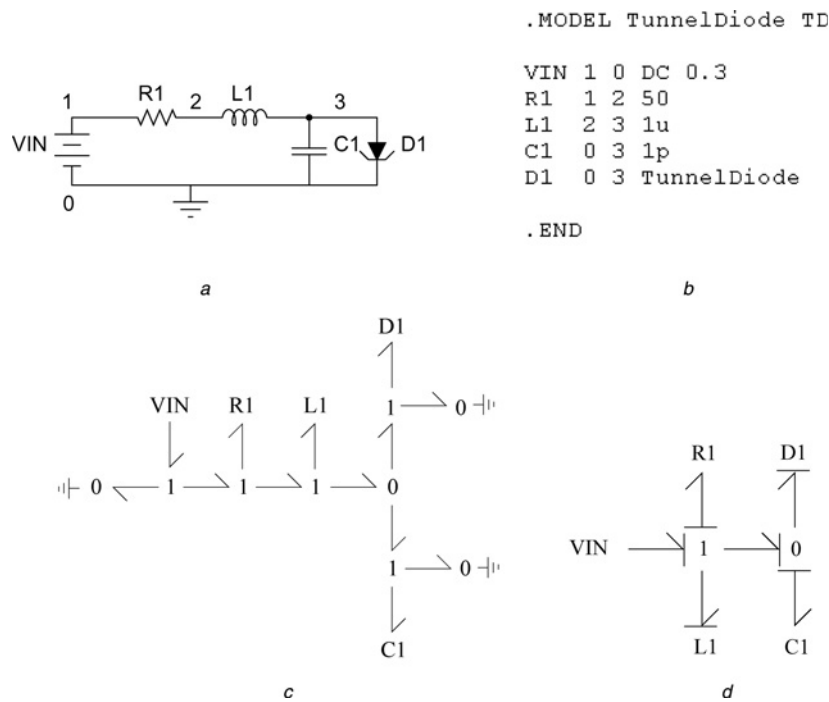 .MODEL TunnelDiode TD
VIN 1 0 DC 0.3
R1 1 2 50
L1 2 3 1u
C1 0 3 1p
D1 0 3 TunnelDiode
.END
1 R1 2 L1 3
VIN C1 D1
0
a b
D1
VIN R1 L1 1 0
0 1 1 1 0
1 0
C1
R1 D1
VIN 1 0
L1 C1
c d